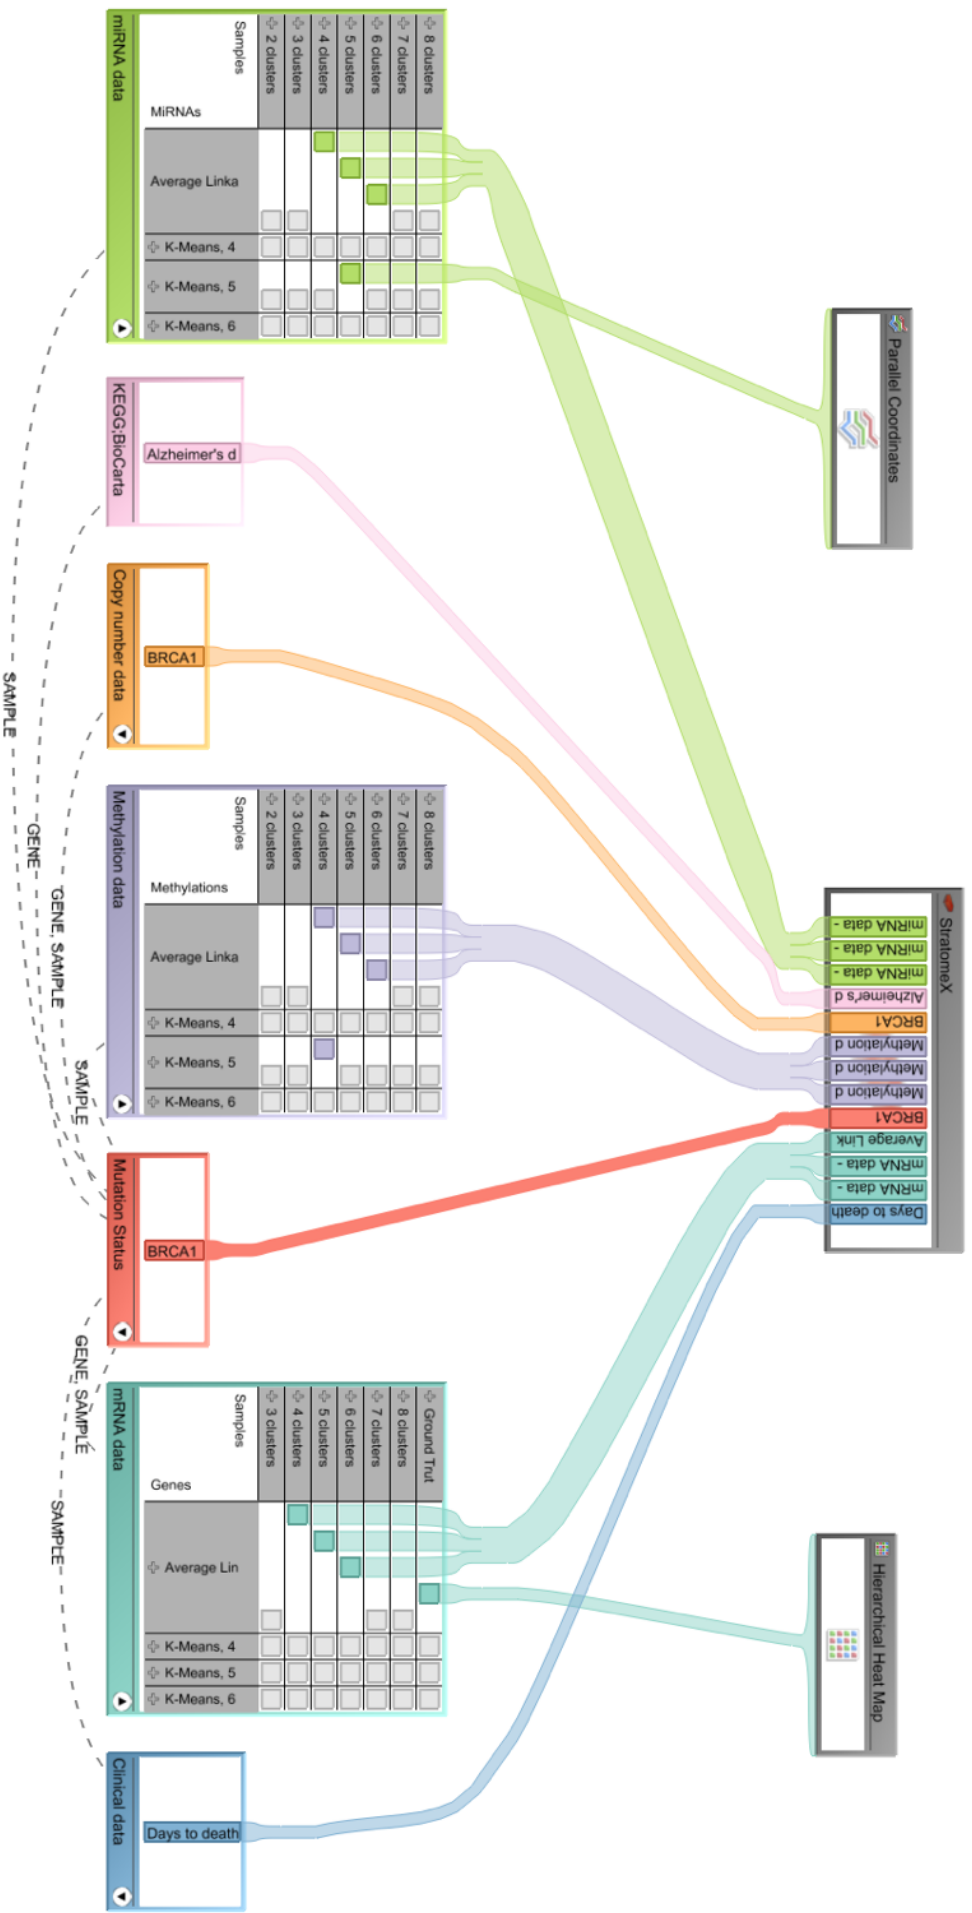 Parallel Coordinates
StratomeX
Hierarchical Heat Map
miRNA data -
miRNA data -
miRNA data -
Alzheimer's d
BRCA1
Methylation d
Methylation d
Methylation d
BRCA1
Average Link
mRNA data -
mRNA data -
Days to death
miRNA data
Samples
MiRNAs
2 clusters
3 clusters
4 clusters
5 clusters
6 clusters
7 clusters
8 clusters
Average Linka
K-Means, 4
K-Means, 5
K-Means, 6
KEGG;BioCarta
Alzheimer's d
Copy number data
BRCA1
Methylation data
Samples
Methylations
2 clusters
3 clusters
4 clusters
5 clusters
6 clusters
7 clusters
8 clusters
Average Linka
K-Means, 4
K-Means, 5
K-Means, 6
Mutation Status
BRCA1
mRNA data
Samples
Genes
3 clusters
4 clusters
5 clusters
6 clusters
7 clusters
8 clusters
Ground Trut
Average Lin
K-Means, 4
K-Means, 5
K-Means, 6
Clinical data
Days to death
SAMPLE
GENE
GENE, SAMPLE
SAMPLE
GENE, SAMPLE
SAMPLE